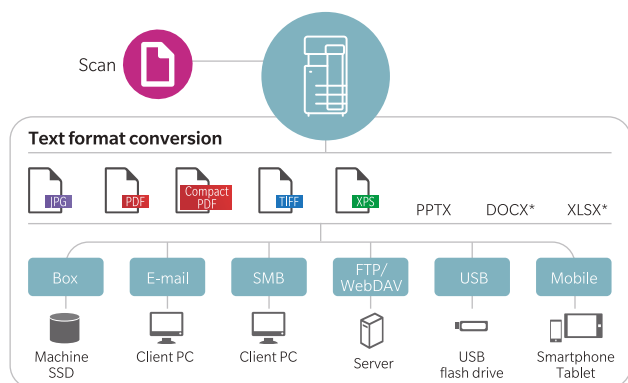 Scan
Text format conversion
JPG
PDF
Compact
PDF
TIFF
XPS
PPTX
DOCX*
XLSX*
Box
E-mail
SMB
FTP/
WebDAV
USB
Mobile
Machine
SSD
Client PC
Client PC
Server
USB
flash drive
Smartphone
Tablet